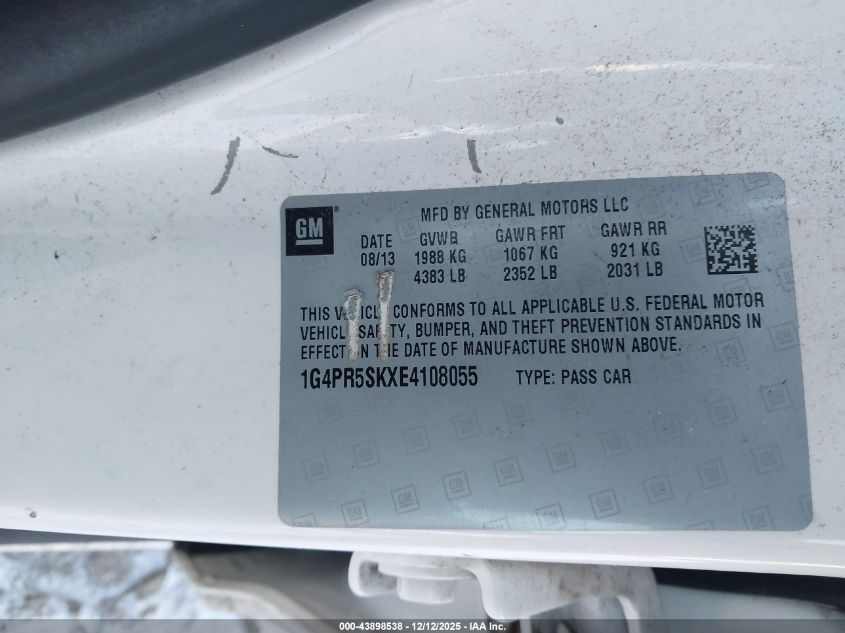 GM
MFD BY GENERAL MOTORS LLC
DATE GVWR GAWR FRT GAWR RR
08/13 1988 KG 1067 KG 921 KG
4383 LB 2352 LB 2031 LB
THIS VEHICLE CONFORMS TO ALL APPLICABLE U.S. FEDERAL MOTOR
VEHICLE SAFETY, BUMPER, AND THEFT PREVENTION STANDARDS IN
EFFECT ON THE DATE OF MANUFACTURE SHOWN ABOVE.
1G4PR5SKXE4108055 TYPE: PASS CAR
000-43898538 - 12/12/2025 - IAA Inc.